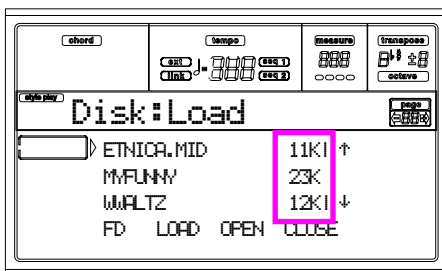 chord tempo measure transpose
ext seq 1
link seq 2
octave
style play Disk:Load page
ETNICA.MID 11K ↑
MYFUNNY 23K
WWALTZ 12K ↓
FD LOAD OPEN CLOSE